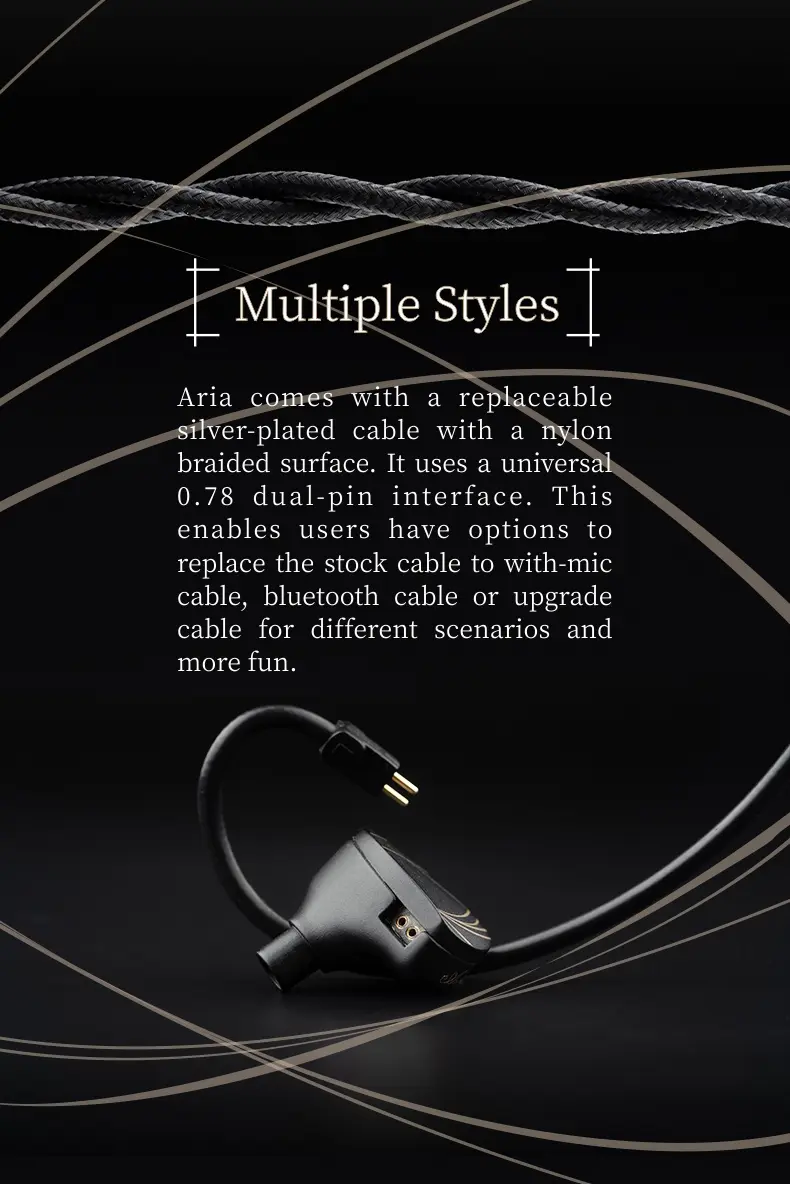 Multiple Styles
Aria comes with a replaceable
silver-plated cable with a nylon
braided surface. It uses a universal
0.78 dual-pin interface. This
enables users have options to
replace the stock cable to with-mic
cable, bluetooth cable or upgrade
cable for different scenarios and
more fun.